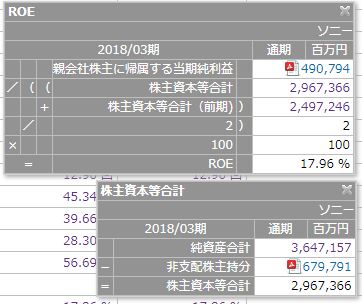 ROE
ソニー
2018/03期 通期 百万円
親会社株主に帰属する当期純利益 490,794
／ ( ( 株主資本等合計 2,967,366
+ 株主資本等合計（前期) ) 2,497,246
／ 2 ) 2
× 100 100
= ROE 17.96 %
45.34
39.66
28.30
56.69
株主資本等合計
ソニー
2018/03期 通期 百万円
純資産合計 3,647,157
− 非支配株主持分 679,791
= 株主資本等合計 2,967,366